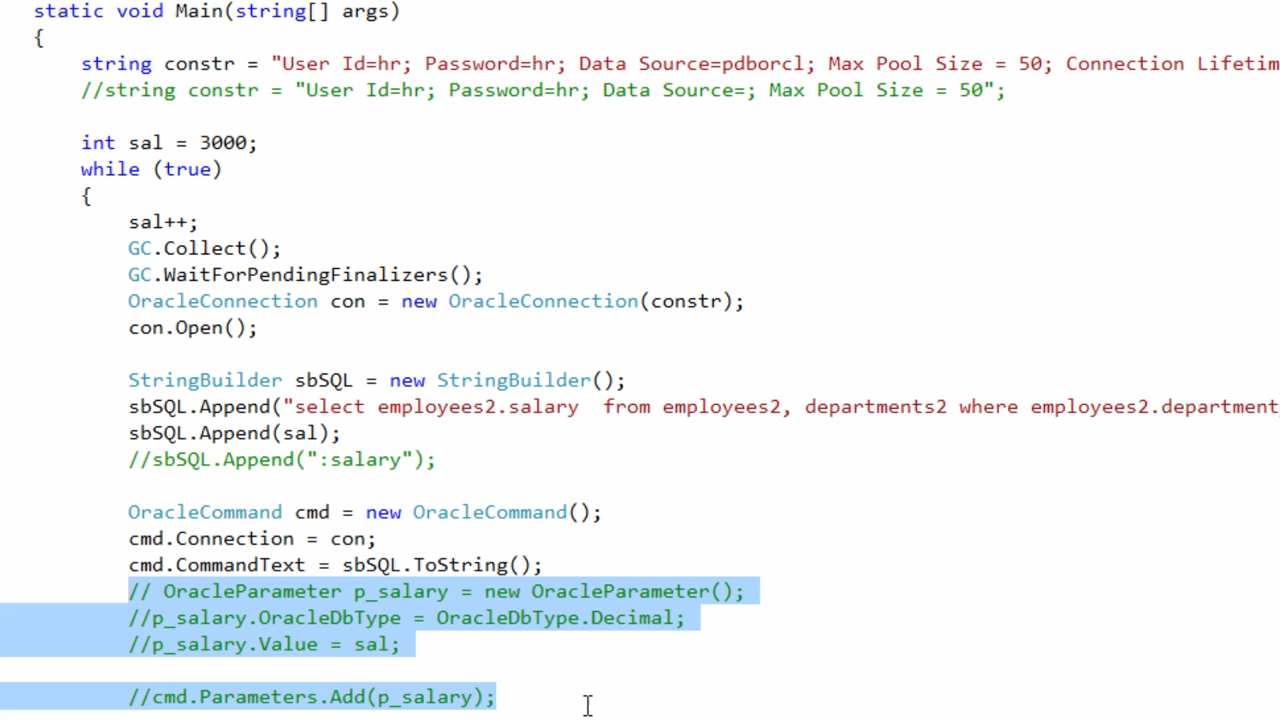 static void Main(string[] args)
{
string constr = "User Id=hr; Password=hr; Data Source=pdborcl; Max Pool Size = 50; Connection Lifetim
//string constr = "User Id=hr; Password=hr; Data Source=; Max Pool Size = 50";
int sal = 3000;
while (true)
{
sal++;
GC.Collect();
GC.WaitForPendingFinalizers();
OracleConnection con = new OracleConnection(constr);
con.Open();
StringBuilder sbSQL = new StringBuilder();
sbSQL.Append("select employees2.salary  from employees2, departments2 where employees2.department
sbSQL.Append(sal);
//sbSQL.Append(":salary");
OracleCommand cmd = new OracleCommand();
cmd.Connection = con;
cmd.CommandText = sbSQL.ToString();
// OracleParameter p_salary = new OracleParameter();
//p_salary.OracleDbType = OracleDbType.Decimal;
//p_salary.Value = sal;
//cmd.Parameters.Add(p_salary);